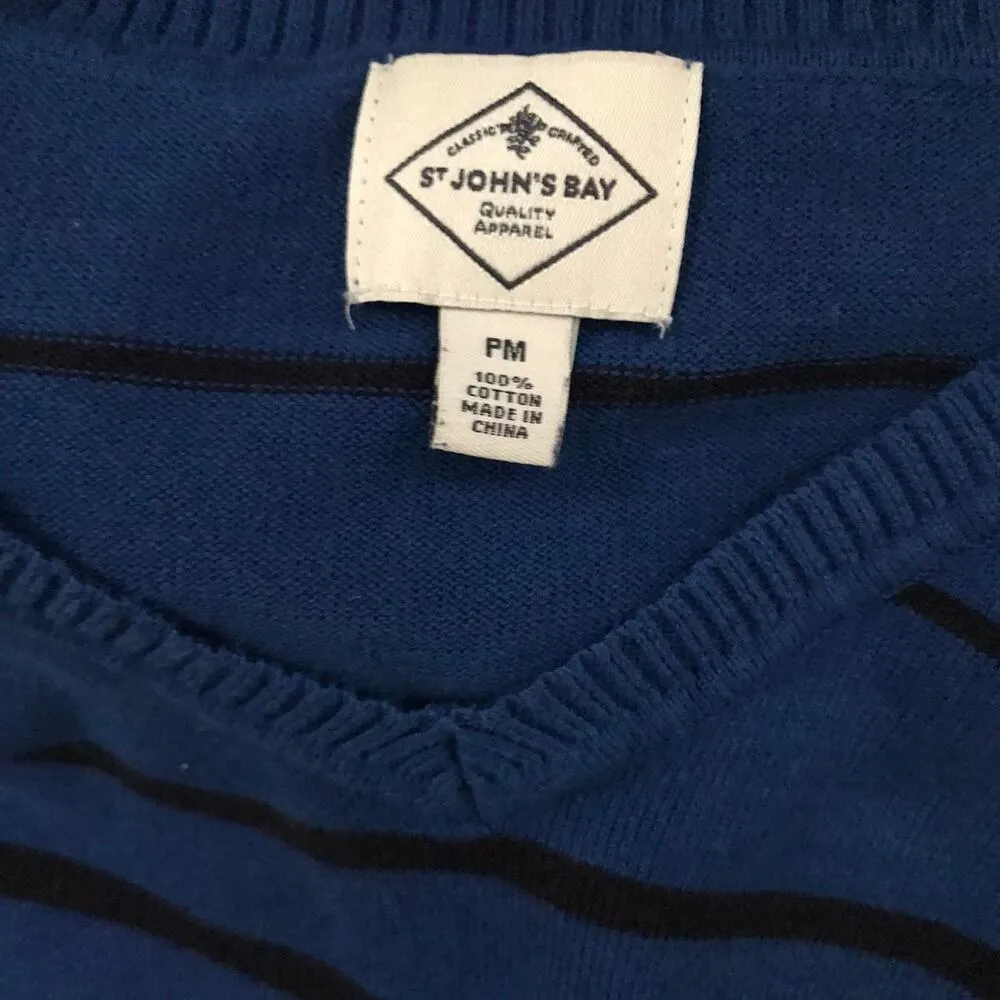 CLASSIC CRAFTED
ST JOHN'S BAY
QUALITY
APPAREL
PM
100%
COTTON
MADE IN
CHINA